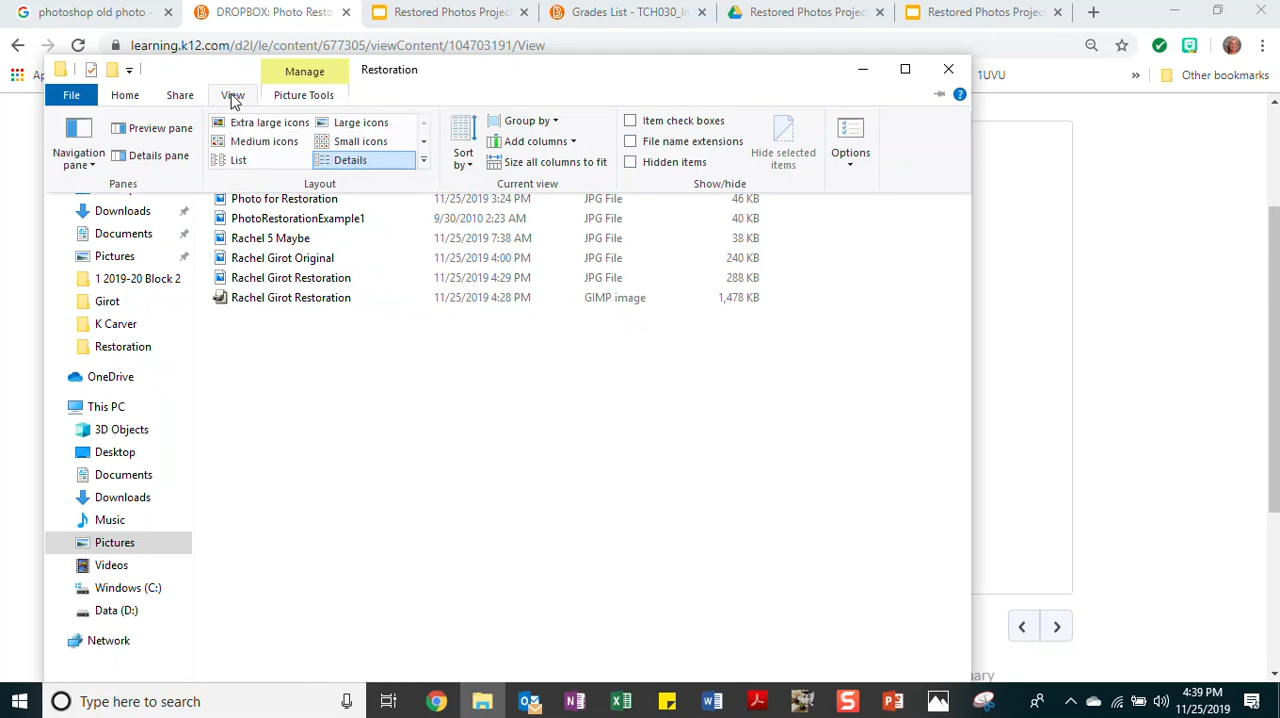 photoshop old photo -
DROPBOX: Photo Resto
Restored Photos Project
Grades List - TCH030_In
Restored Photos Project
Restored Photos Project
learning.k12.com/d2l/le/content/677305/viewContent/104703191/View
Ap
1UVU
»
Other bookmarks
Manage
Restoration
File
Home
Share
View
Picture Tools
Navigation pane
Preview pane
Details pane
Panes
Extra large icons
Large icons
Medium icons
Small icons
List
Details
Layout
Sort by
Group by
Add columns
Size all columns to fit
Current view
Item check boxes
File name extensions
Hidden items
Hide selected items
Show/hide
Options
Photo for Restoration 11/25/2019 3:24 PM JPG File 46 KB
PhotoRestorationExample1 9/30/2010 2:23 AM JPG File 40 KB
Rachel 5 Maybe 11/25/2019 7:38 AM JPG File 38 KB
Rachel Girot Original 11/25/2019 4:00 PM JPG File 240 KB
Rachel Girot Restoration 11/25/2019 4:29 PM JPG File 288 KB
Rachel Girot Restoration 11/25/2019 4:28 PM GIMP image 1,478 KB
Downloads
Documents
Pictures
1 2019-20 Block 2
Girot
K Carver
Restoration
OneDrive
This PC
3D Objects
Desktop
Documents
Downloads
Music
Pictures
Videos
Windows (C:)
Data (D:)
Network
nary
Type here to search
4:39 PM
11/25/2019